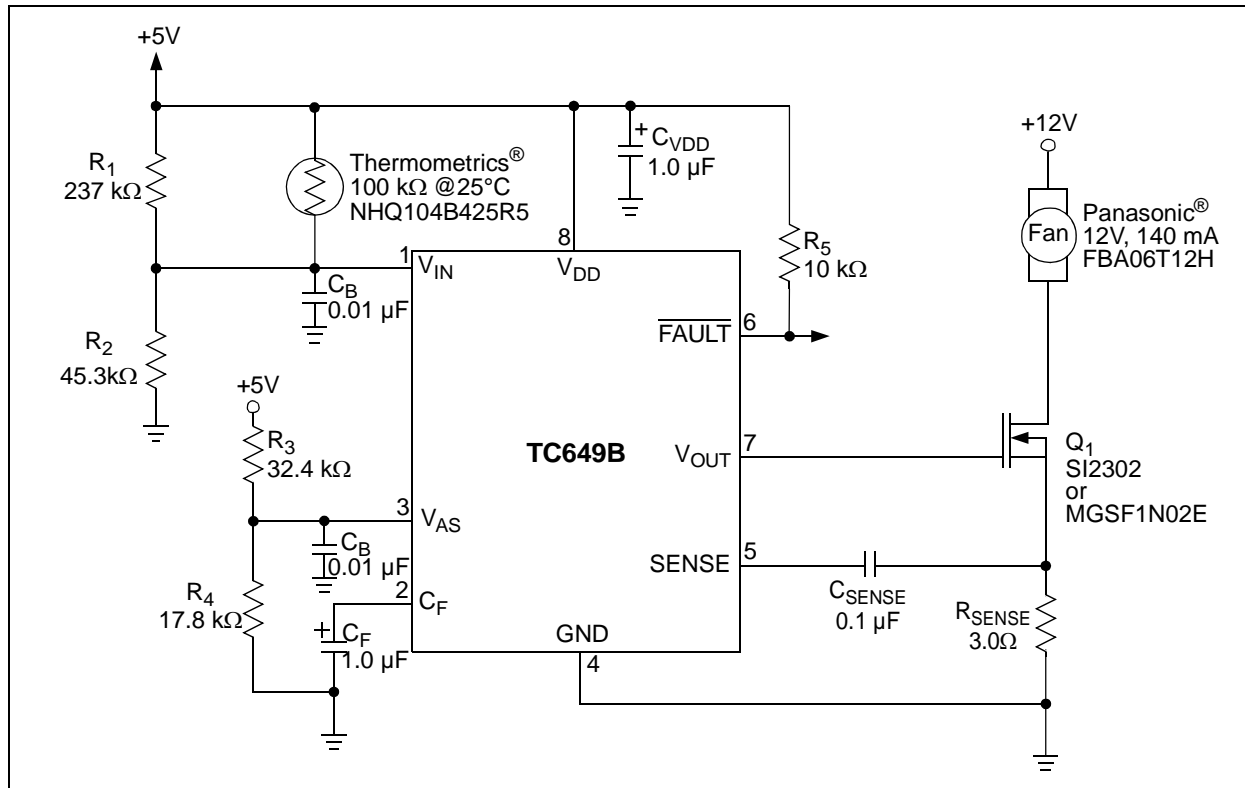 +5V
R1
237 kΩ
Thermometrics®
100 kΩ @25°C
NHQ104B425R5
+
CVDD
1.0 µF
+12V
Fan
Panasonic®
12V, 140 mA
FBA06T12H
R5
10 kΩ
1
VIN
8
VDD
CB
0.01 µF
FAULT
6
R2
45.3kΩ
+5V
R3
32.4 kΩ
TC649B
VOUT
7
Q1
SI2302
or
MGSF1N02E
3
VAS
CB
0.01 µF
SENSE
5
CSENSE
0.1 µF
R4
17.8 kΩ
2
CF
+
CF
1.0 µF
GND
4
RSENSE
3.0Ω